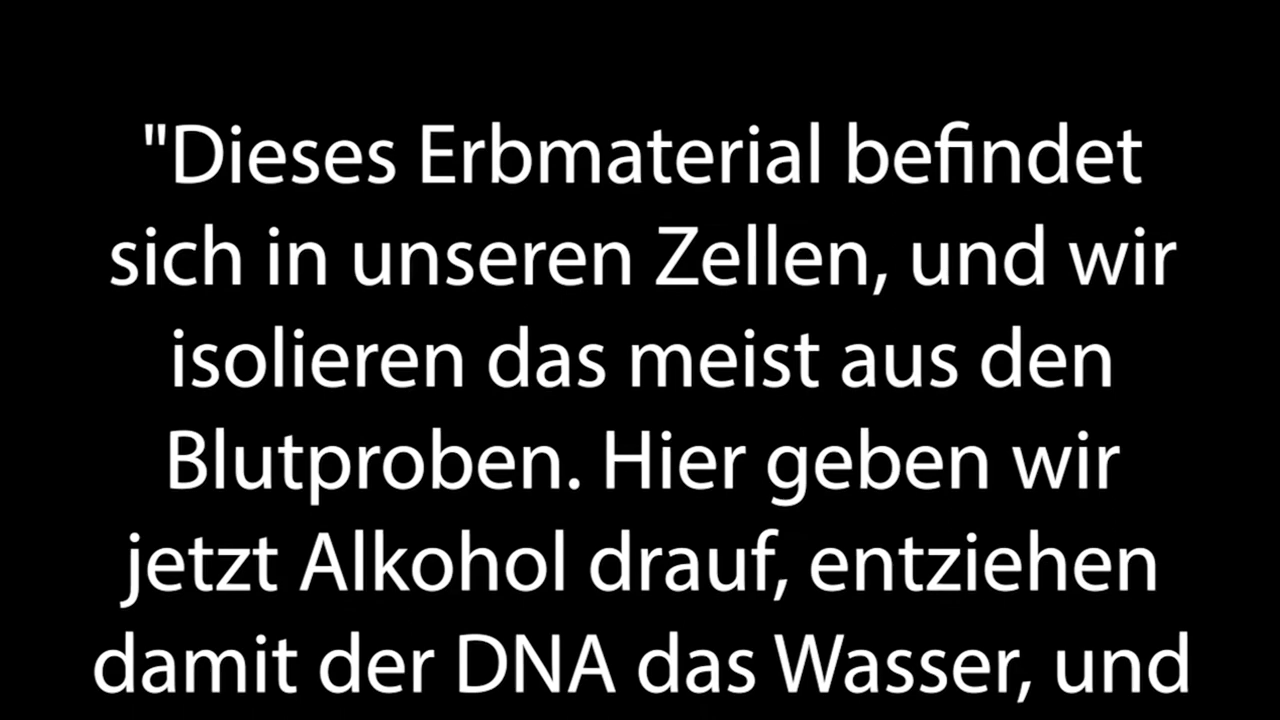 "Dieses Erbmaterial befindet
sich in unseren Zellen, und wir
isolieren das meist aus den
Blutproben. Hier geben wir
jetzt Alkohol drauf, entziehen
damit der DNA das Wasser, und